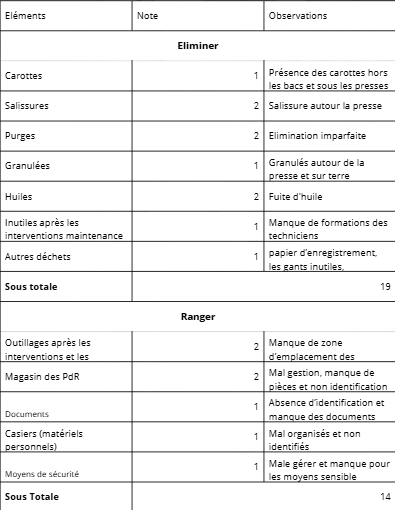 Eléments Note Observations
Eliminer
Carottes 1 Présence des carottes hors
les bacs et sous les presses
Salissures 2 Salissure autour la presse
Purges 2 Elimination imparfaite
Granulées 1 Granulés autour de la
presse et sur terre
Huiles 2 Fuite d'huile
Inutiles après les 1 Manque de formations des
interventions maintenance techniciens
Autres déchets 1 papier d'enregistrement,
les gants inutiles,
Sous totale 19
Ranger
Outillages après les 2 Manque de zone
interventions et les d'emplacement des
Magasin des PdR 2 Mal gestion, manque de
pièces et non identification
Documents 1 Absence d'identification et
manque des documents
Casiers (matériels 1 Mal organisés et non
personnels) identifiés
Moyens de sécurité 1 Male gérer et manque pour
les moyens sensible
Sous Totale 14